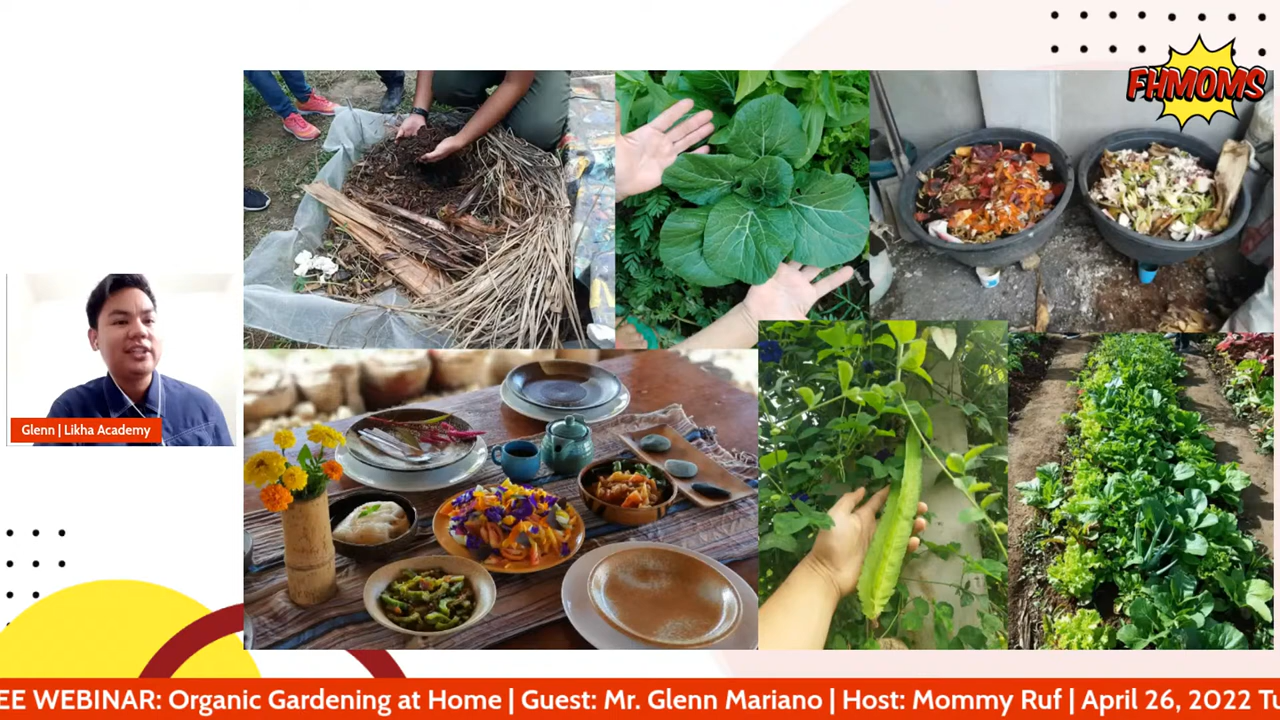 FHMOMS
Glenn | Likha Academy
EE WEBINAR: Organic Gardening at Home | Guest: Mr. Glenn Mariano | Host: Mommy Ruf | April 26, 2022 Tu